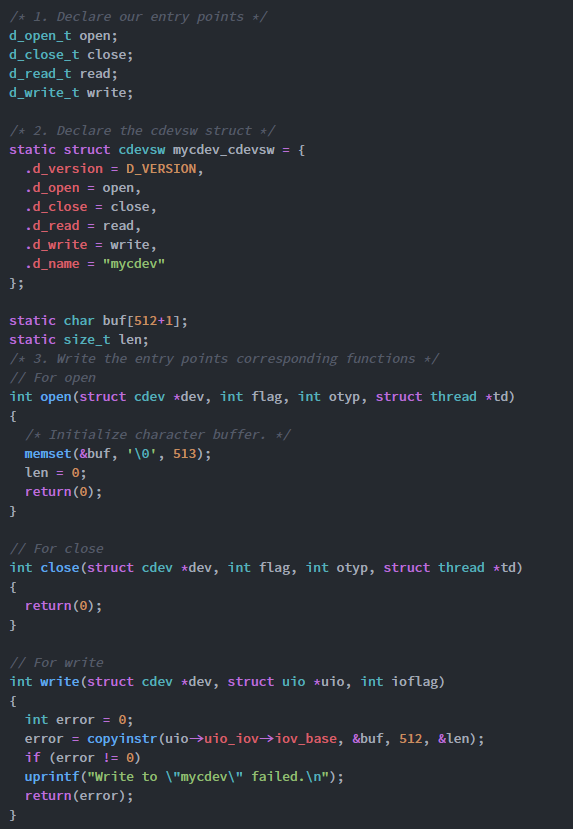 /* 1. Declare our entry points */
d_open_t open;
d_close_t close;
d_read_t read;
d_write_t write;

/* 2. Declare the cdevsw struct */
static struct cdevsw mycdev_cdevsw = {
  .d_version = D_VERSION,
  .d_open = open,
  .d_close = close,
  .d_read = read,
  .d_write = write,
  .d_name = "mycdev"
};

static char buf[512+1];
static size_t len;
/* 3. Write the entry points corresponding functions */
// For open
int open(struct cdev *dev, int flag, int otyp, struct thread *td)
{
  /* Initialize character buffer. */
  memset(&buf, '\0', 513);
  len = 0;
  return(0);
}

// For close
int close(struct cdev *dev, int flag, int otyp, struct thread *td)
{
  return(0);
}

// For write
int write(struct cdev *dev, struct uio *uio, int ioflag)
{
  int error = 0;
  error = copyinstr(uio->uio_iov->iov_base, &buf, 512, &len);
  if (error != 0)
  uprintf("Write to \"mycdev\" failed.\n");
  return(error);
}